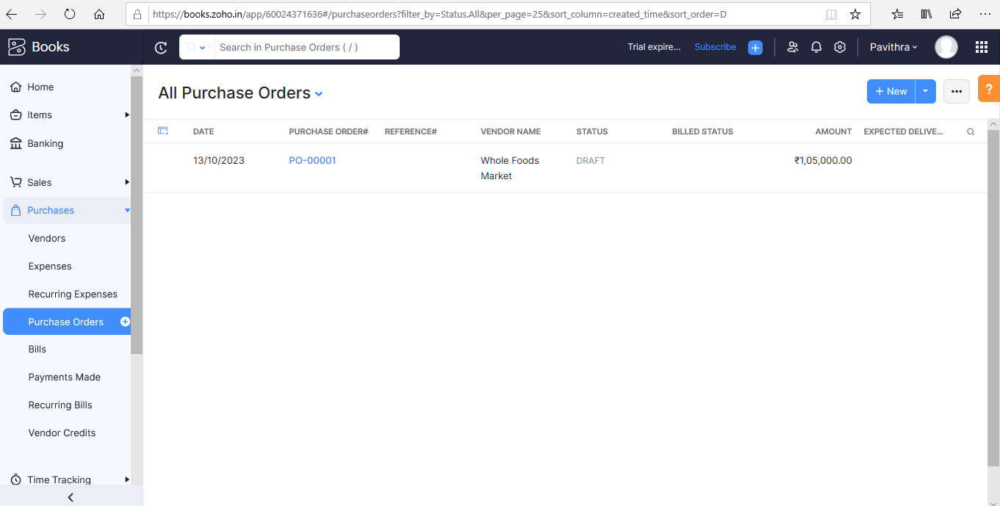 https://books.zoho.in/app/60024371636#/purchaseorders?filter_by=Status.All&per_page=25&sort_column=created_time&sort_order=D
Books
Search in Purchase Orders ( / )
Trial expire...
Subscribe
Pavithra
Home
Items
Banking
Sales
Purchases
Vendors
Expenses
Recurring Expenses
Purchase Orders
Bills
Payments Made
Recurring Bills
Vendor Credits
Time Tracking
All Purchase Orders
+ New
?
DATE PURCHASE ORDER# REFERENCE# VENDOR NAME STATUS BILLED STATUS AMOUNT EXPECTED DELIVE...
13/10/2023 PO-00001 Whole Foods Market DRAFT ₹1,05,000.00